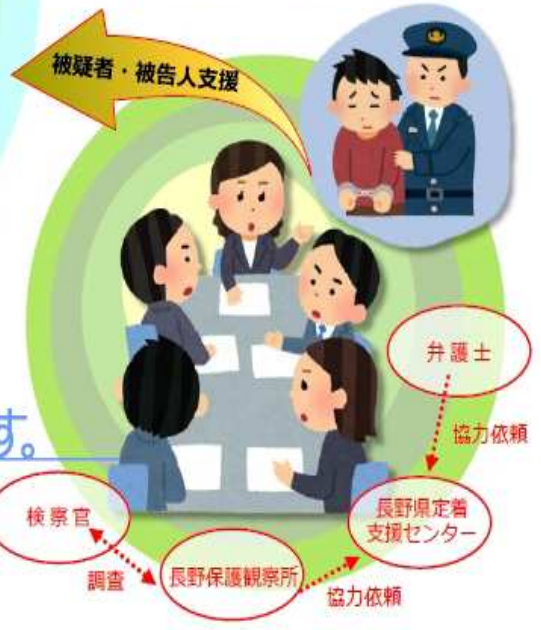 被疑者・被告人支援
弁護士
協力依頼
す。
検察官
長野県定着
支援センター
調査
長野保護観察所
協力依頼